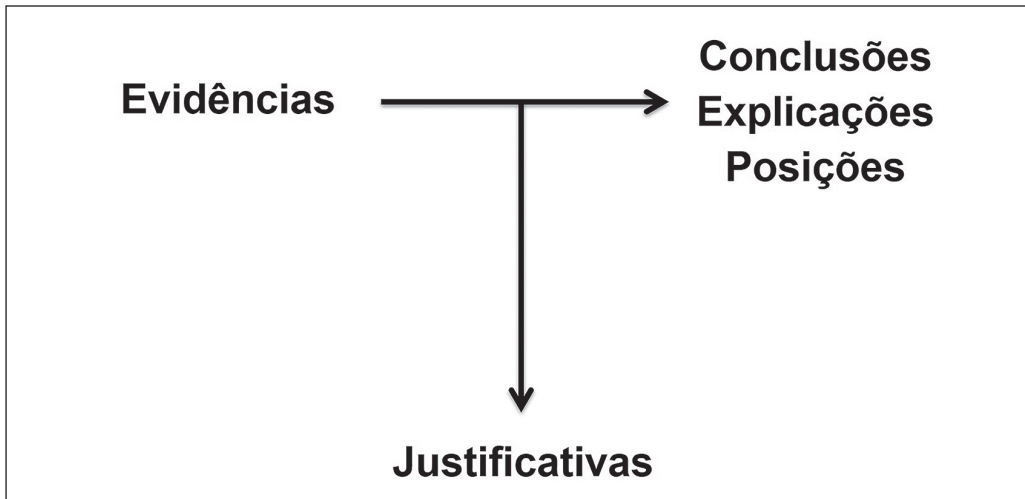 Evidências
Conclusões
Explicações
Posições
Justificativas